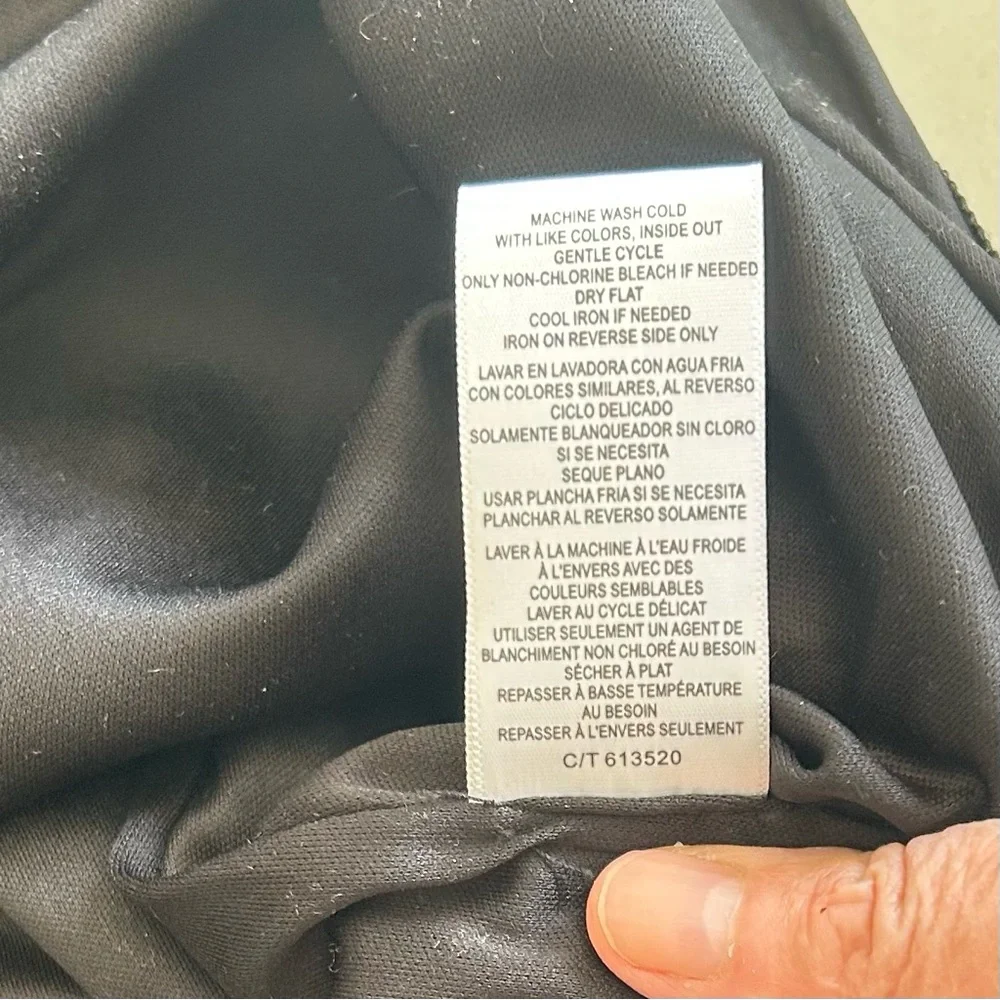 MACHINE WASH COLD
WITH LIKE COLORS, INSIDE OUT
GENTLE CYCLE
ONLY NON-CHLORINE BLEACH IF NEEDED
DRY FLAT
COOL IRON IF NEEDED
IRON ON REVERSE SIDE ONLY
LAVAR EN LAVADORA CON AGUA FRIA
CON COLORES SIMILARES, AL REVERSO
CICLO DELICADO
SOLAMENTE BLANQUEADOR SIN CLORO
SI SE NECESITA
SEQUE PLANO
USAR PLANCHA FRIA SI SE NECESITA
PLANCHAR AL REVERSO SOLAMENTE
LAVER À LA MACHINE À L'EAU FROIDE
À L'ENVERS AVEC DES
COULEURS SEMBLABLES
LAVER AU CYCLE DÉLICAT
UTILISER SEULEMENT UN AGENT DE
BLANCHIMENT NON CHLORÉ AU BESOIN
SÉCHER À PLAT
REPASSER À BASSE TEMPÉRATURE
AU BESOIN
REPASSER À L'ENVERS SEULEMENT
C/T 613520